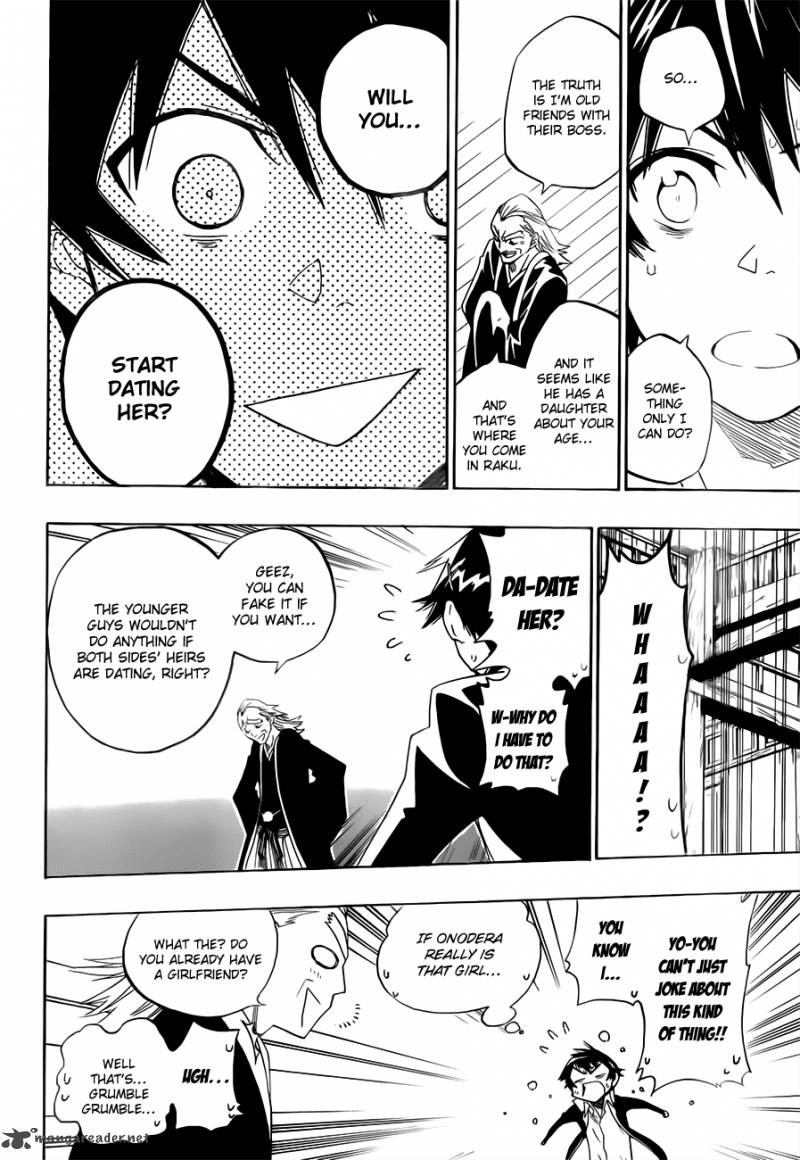 SO...
SOME-
THING
ONLY I
CAN DO?
THE TRUTH
IS I'M OLD
FRIENDS WITH
THEIR BOSS.
AND IT
SEEMS LIKE
HE HAS A
DAUGHTER
ABOUT YOUR
AGE...
AND
THAT'S
WHERE
YOU COME
IN RAKU.
WILL
YOU...
START
DATING
HER?
WHAAAA!?
DA-DATE
HER?
W-WHY DO
I HAVE TO
DO THAT?
GEEZ,
YOU CAN
FAKE IT IF
YOU WANT...
THE YOUNGER
GUYS WOULDN'T
DO ANYTHING IF
BOTH SIDES' HEIRS
ARE DATING, RIGHT?
YO-YOU
CAN'T JUST
JOKE ABOUT
THIS KIND
OF THING!!
YOU
KNOW
I...
IF ONODERA
REALLY IS
THAT GIRL...
WHAT THE? DO
YOU ALREADY HAVE
A GIRLFRIEND?
UGH...
WELL
THAT'S...
GRUMBLE
GRUMBLE...
mangareader.net